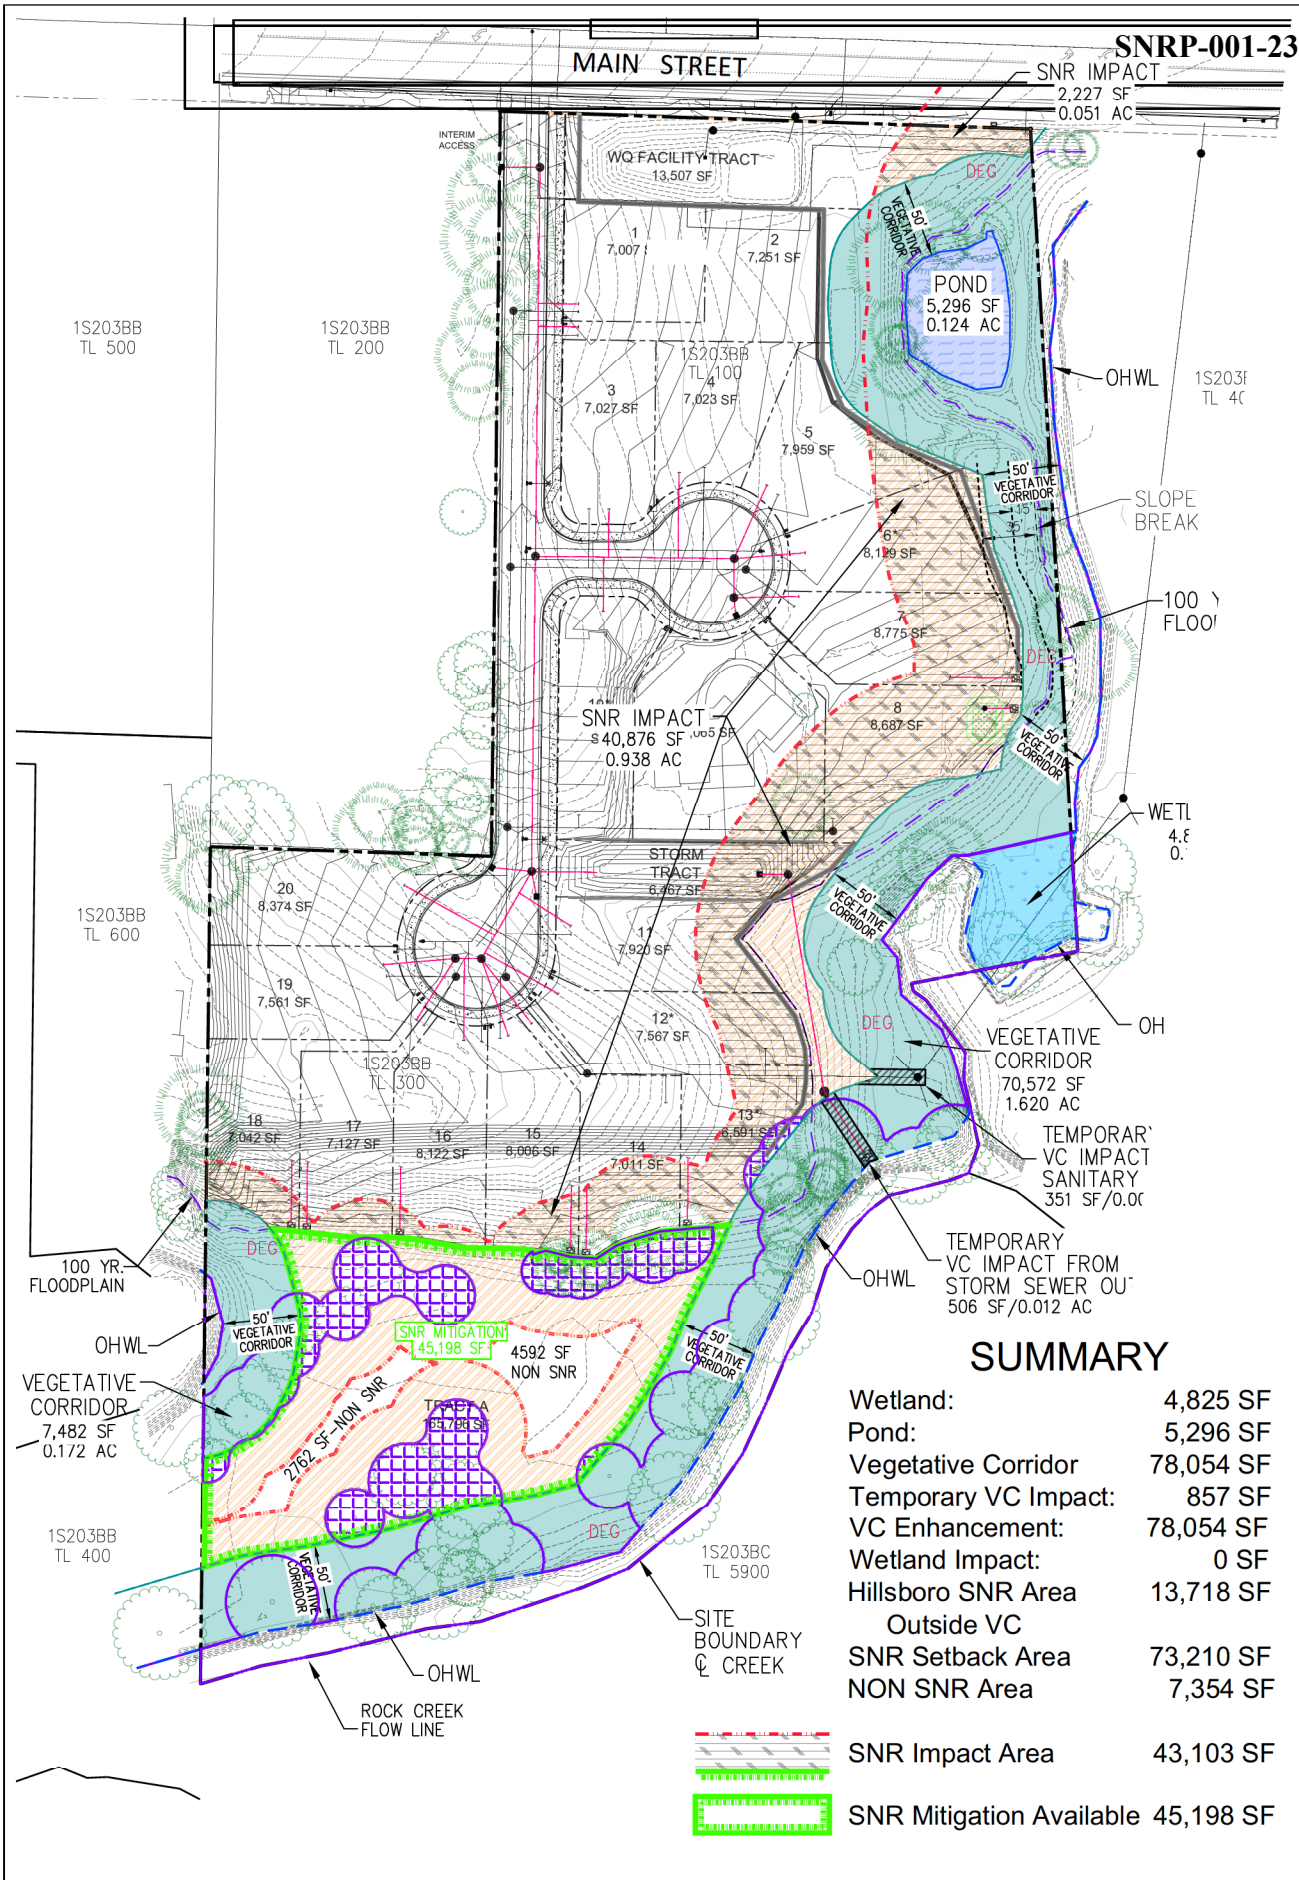 SNRP-001-23
MAIN STREET
SNR IMPACT
2,227 SF
0.051 AC
INTERIM
ACCESS
WQ FACILITY TRACT
13,507 SF
DEG
50'
VEGETATIVE
CORRIDOR
1
7,007
2
7,251 SF
POND
5,296 SF
0.124 AC
1S203BB
TL 500
1S203BB
TL 200
1S203BB
TL 100
3
7,027 SF
4
7,023 SF
5
7,959 SF
OHWL
TL 4
50'
VEGETATIVE
CORRIDOR
15'
35'
SLOPE
BREAK
6*
8,129 SF
7
8,775 SF
100
DEG
8
8,687 SF
SNR IMPACT
40,876 SF
0.938 AC
50'
VEGETATIVE
CORRIDOR
STORM
TRACT
6,467 SF
20
8,374 SF
1S203BB
TL 600
50'
VEGETATIVE
CORRIDOR
11
7,920 SF
19
7,561 SF
12*
7,567 SF
DEG
OH
1S203BB
TL 300
VEGETATIVE
CORRIDOR
70,572 SF
1.620 AC
18
7,042 SF
17
7,127 SF
16
8,122 SF
15
8,006 SF
14
7,011 SF
13*
6,591 SF
VC IMPACT
SANITARY
351 SF/0.00
DEG
100 YR.
FLOODPLAIN
TEMPORARY
VC IMPACT FROM
STORM SEWER OU
506 SF/0.012 AC
OHWL
OHWL
50'
VEGETATIVE
CORRIDOR
SNR MITIGATION
45,198 SF
4592 SF
NON SNR
50'
VEGETATIVE
CORRIDOR
VEGETATIVE
CORRIDOR
7,482 SF
0.172 AC
2762 SF-NON SNR
TRACT A
165,796 SF
1S203BB
TL 400
50'
VEGETATIVE
CORRIDOR
DEG
1S203BC
TL 5900
SITE
BOUNDARY
℄ CREEK
OHWL
ROCK CREEK
FLOW LINE
SUMMARY
Wetland: 4,825 SF
Pond: 5,296 SF
Vegetative Corridor 78,054 SF
Temporary VC Impact: 857 SF
VC Enhancement: 78,054 SF
Wetland Impact: 0 SF
Hillsboro SNR Area 13,718 SF
Outside VC
SNR Setback Area 73,210 SF
NON SNR Area 7,354 SF
SNR Impact Area 43,103 SF
SNR Mitigation Available 45,198 SF